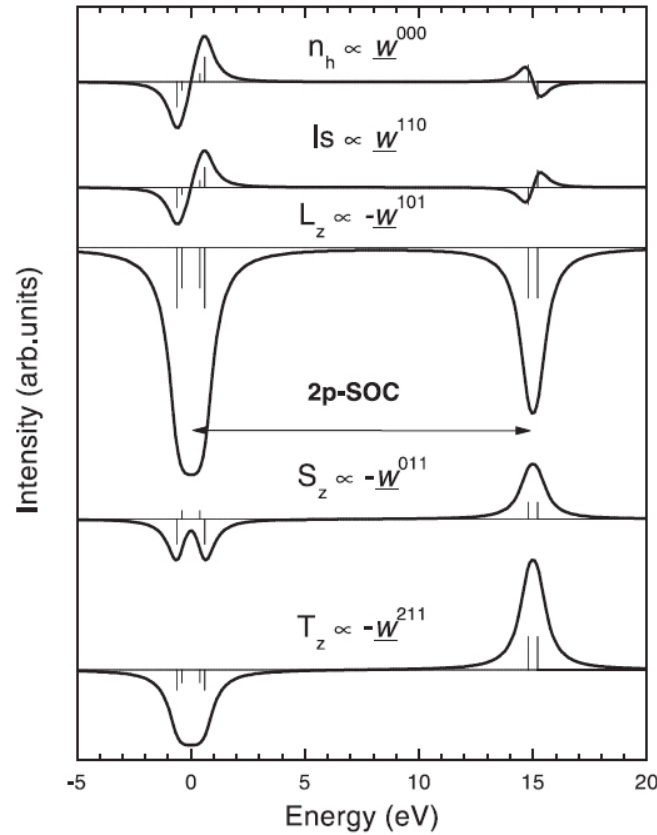 n_h ∝ w^000
ls ∝ w^110
L_z ∝ -w^101
2p-SOC
S_z ∝ -w^011
T_z ∝ -w^211
Intensity (arb.units)
-5 0 5 10 15 20
Energy (eV)